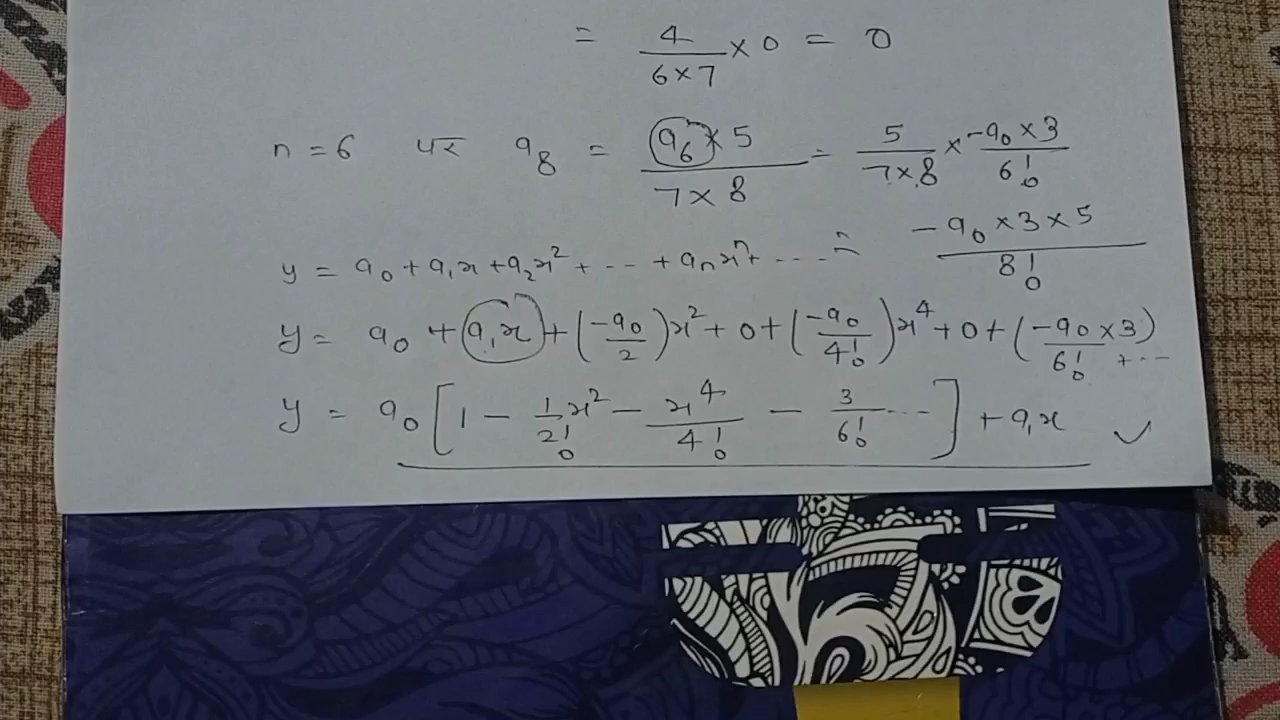 = 4/(6×7) × 0 = 0
n = 6 पर a₈ = (a₆ × 5)/(7 × 8) = 5/(7×8) × (-a₀ × 3)/6!
= (-a₀ × 3 × 5)/8!
y = a₀ + a₁x + a₂x² + ... + aₙxⁿ + ....
y = a₀ + a₁x + (-a₀/2)x² + 0 + (-a₀/4!)x⁴ + 0 + (-a₀ × 3)/6! + ...
y = a₀[1 - 1/2! x² - x⁴/4! - 3/6! ...] + a₁x ✓